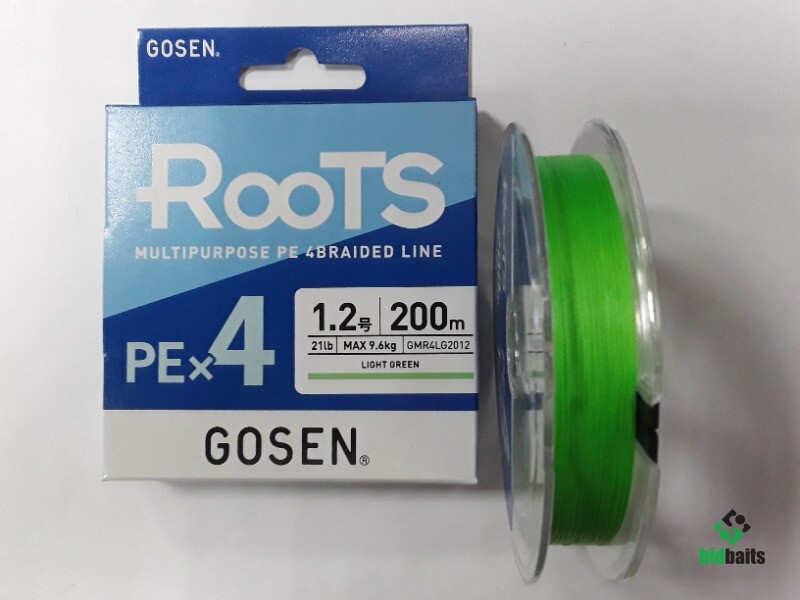 GOSEN®
ROOTS
MULTIPURPOSE PE 4BRAIDED LINE
PE×4
1.2号 200m
21lb MAX 9.6kg GMR4LG2012
LIGHT GREEN
GOSEN®
bidbaits